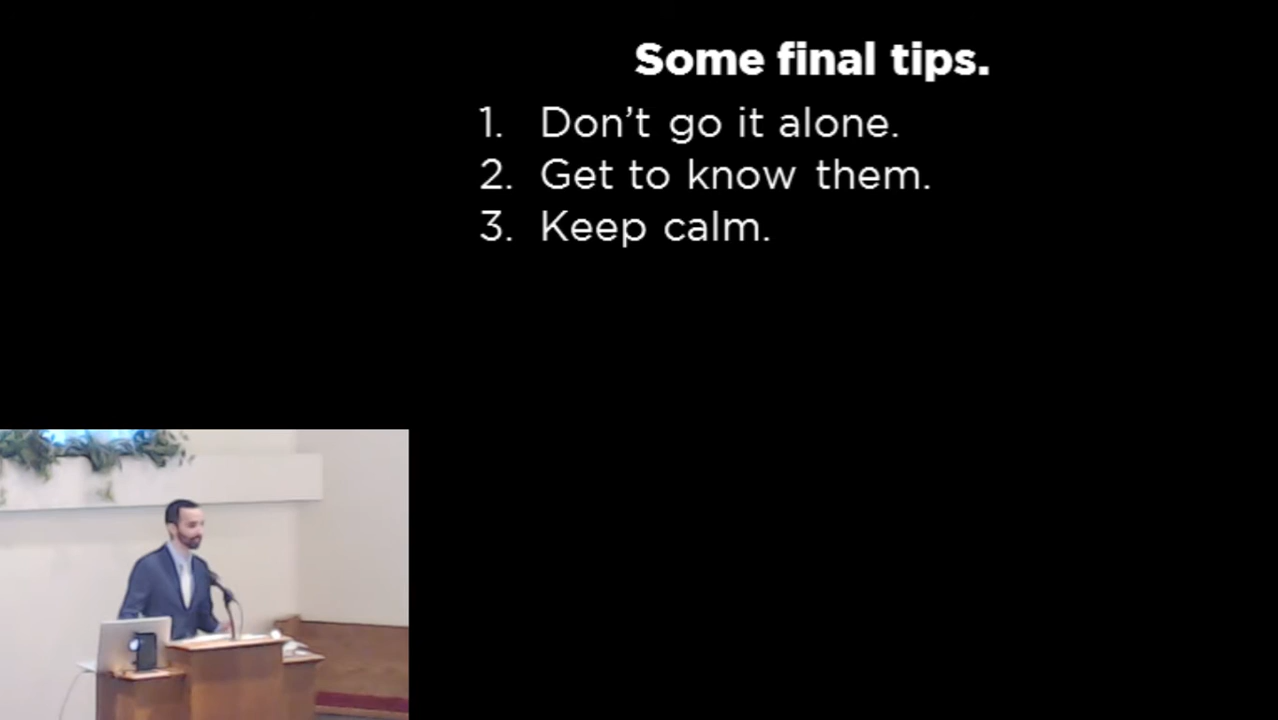 Some final tips.
1. Don’t go it alone.
2. Get to know them.
3. Keep calm.